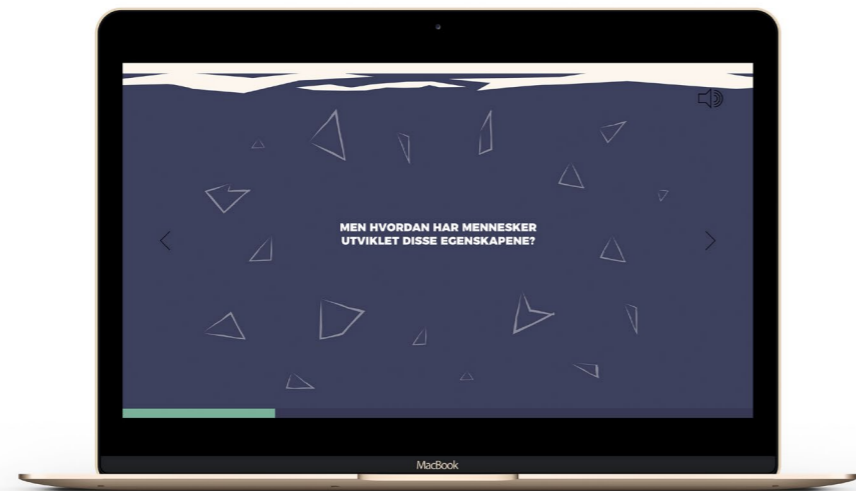 MEN HVORDAN HAR MENNESKER
UTVIKLET DISSE EGENSKAPENE?
MacBook